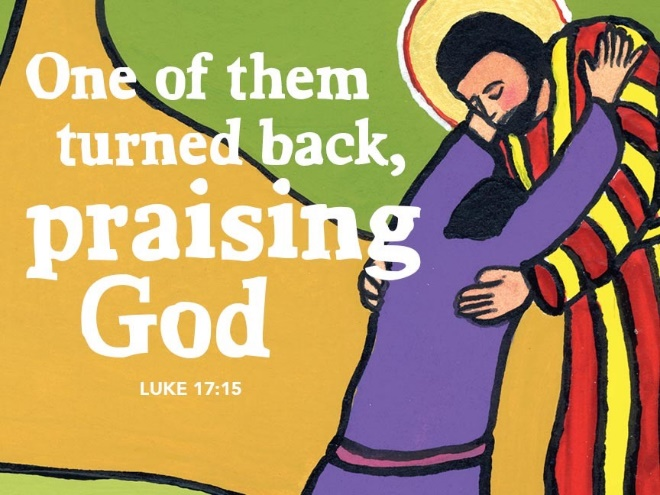 One of them
turned back,
praising
God
LUKE 17:15